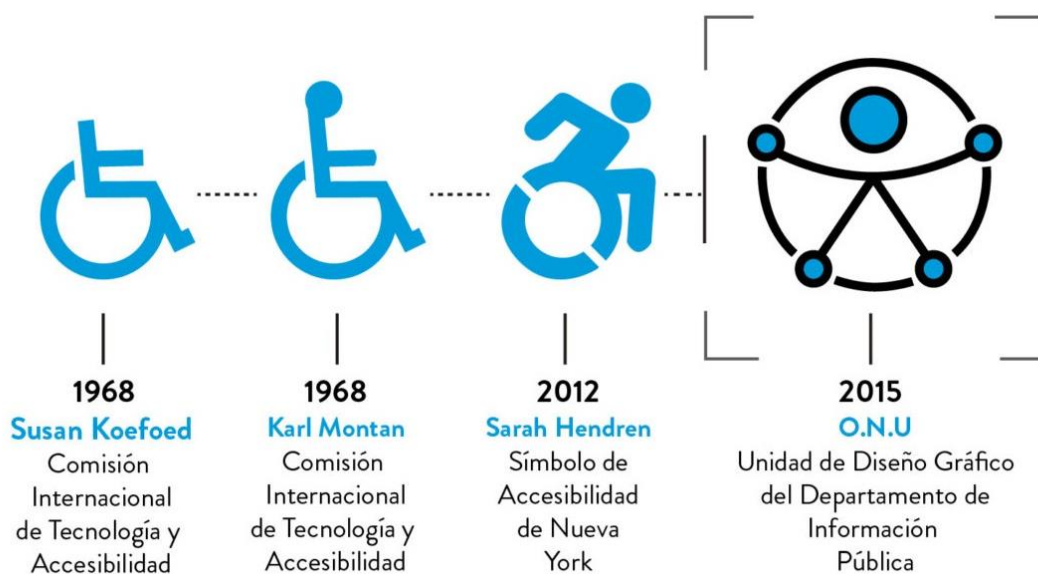 1968
Susan Koefoed
Comisión
Internacional
de Tecnología y
Accesibilidad
1968
Karl Montan
Comisión
Internacional
de Tecnología y
Accesibilidad
2012
Sarah Hendren
Símbolo de
Accesibilidad
de Nueva
York
2015
O.N.U
Unidad de Diseño Gráfico
del Departamento de
Información
Pública